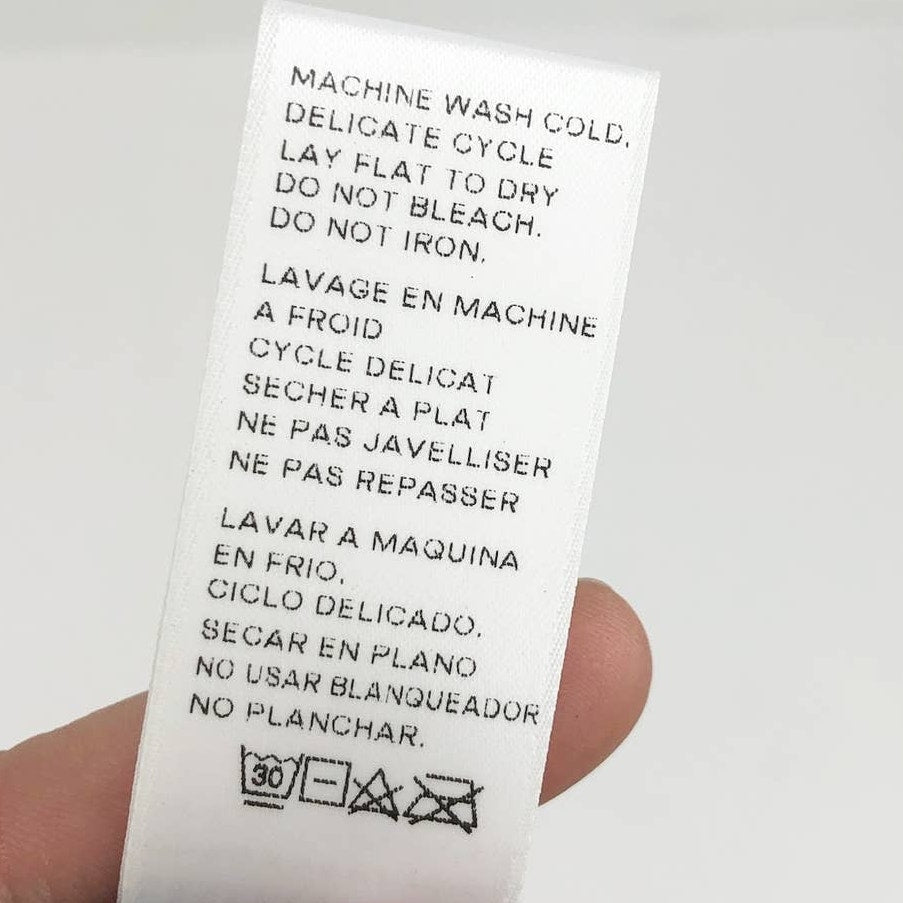 MACHINE WASH COLD.
DELICATE CYCLE
LAY FLAT TO DRY
DO NOT BLEACH.
DO NOT IRON.
LAVAGE EN MACHINE
A FROID
CYCLE DELICAT
SECHER A PLAT
NE PAS JAVELLISER
NE PAS REPASSER
LAVAR A MAQUINA
EN FRIO.
CICLO DELICADO.
SECAR EN PLANO
NO USAR BLANQUEADOR
NO PLANCHAR.
30